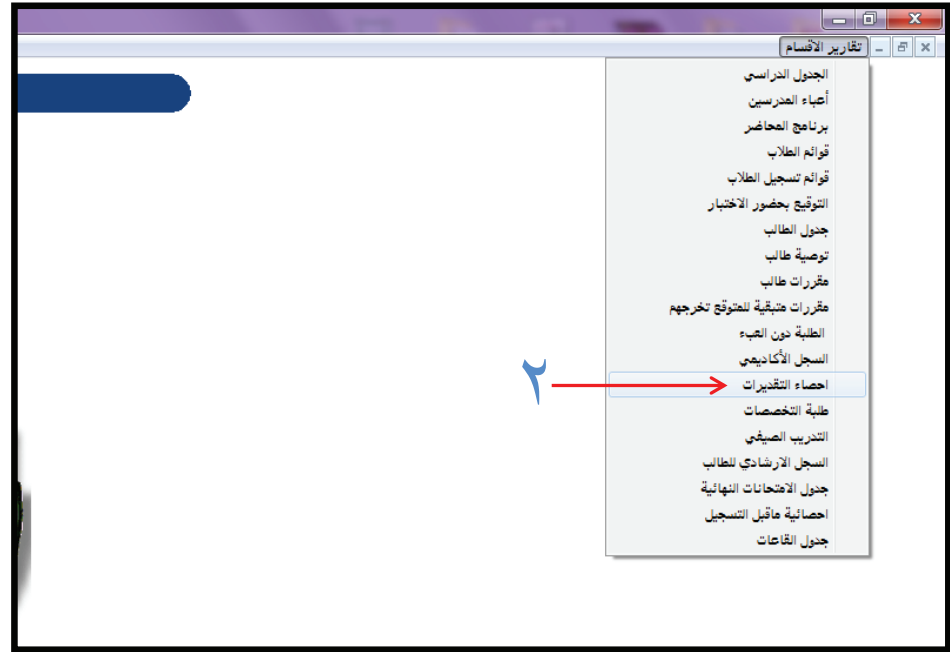 تقارير الأقسام
الجدول الدراسي
أعباء المدرسين
برنامج المحاضر
قوائم الطلاب
قوائم تسجيل الطلاب
التوقيع بحضور الاختبار
جدول الطالب
توصية طالب
مقررات طالب
مقررات متبقية للمتوقع تخرجهم
الطلبة دون العبء
السجل الأكاديمي
٢
احصاء التقديرات
طلبة التخصصات
التدريب الصيفي
السجل الارشادي للطالب
جدول الامتحانات النهائية
احصائية ماقبل التسجيل
جدول القاعات